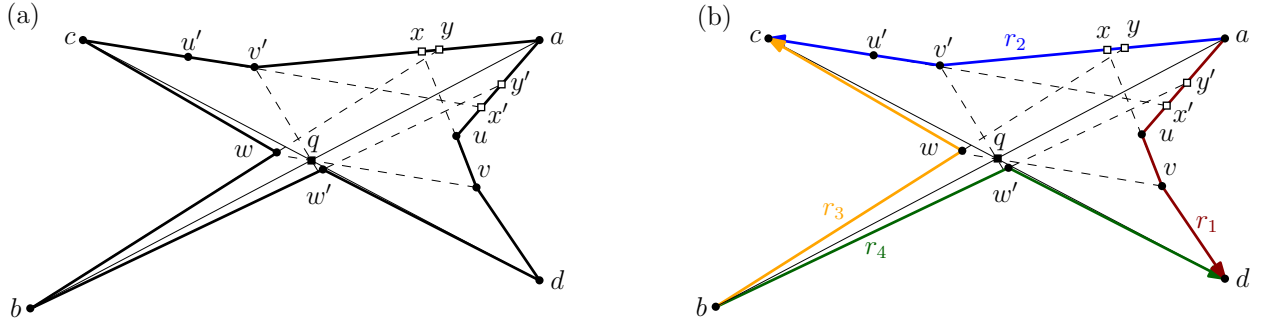 (a)
c
u′
v′
x
y
a
y′
x′
u
w
q
v
w′
b
d
(b)
c
u′
v′
r₂
x
y
a
y′
x′
u
w
q
v
w′
r₃
r₁
r₄
b
d